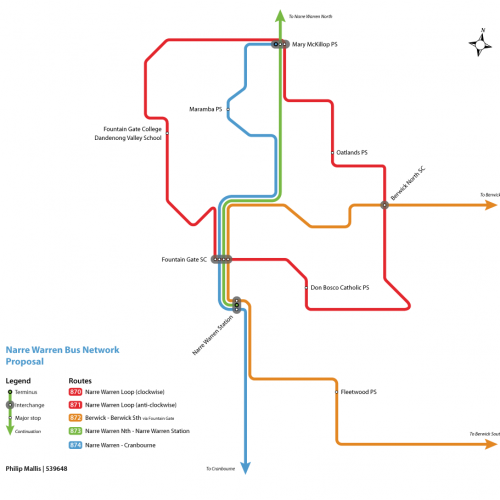 To Narre Warren North
N
Mary McKillop PS
Maramba PS
Fountain Gate College
Dandenong Valley School
Oatlands PS
Berwick North SC
To Berwick
Fountain Gate SC
Don Bosco Catholic PS
Narre Warren Station
Narre Warren Bus Network
Proposal
Legend
Terminus
Interchange
Major stop
Continuation
Routes
870 Narre Warren Loop (clockwise)
871 Narre Warren Loop (anti-clockwise)
872 Berwick - Berwick Sth via Fountain Gate
873 Narre Warren Nth - Narre Warren Station
874 Narre Warren - Cranbourne
Fleetwood PS
To Berwick South
To Cranbourne
Philip Mallis | 539648